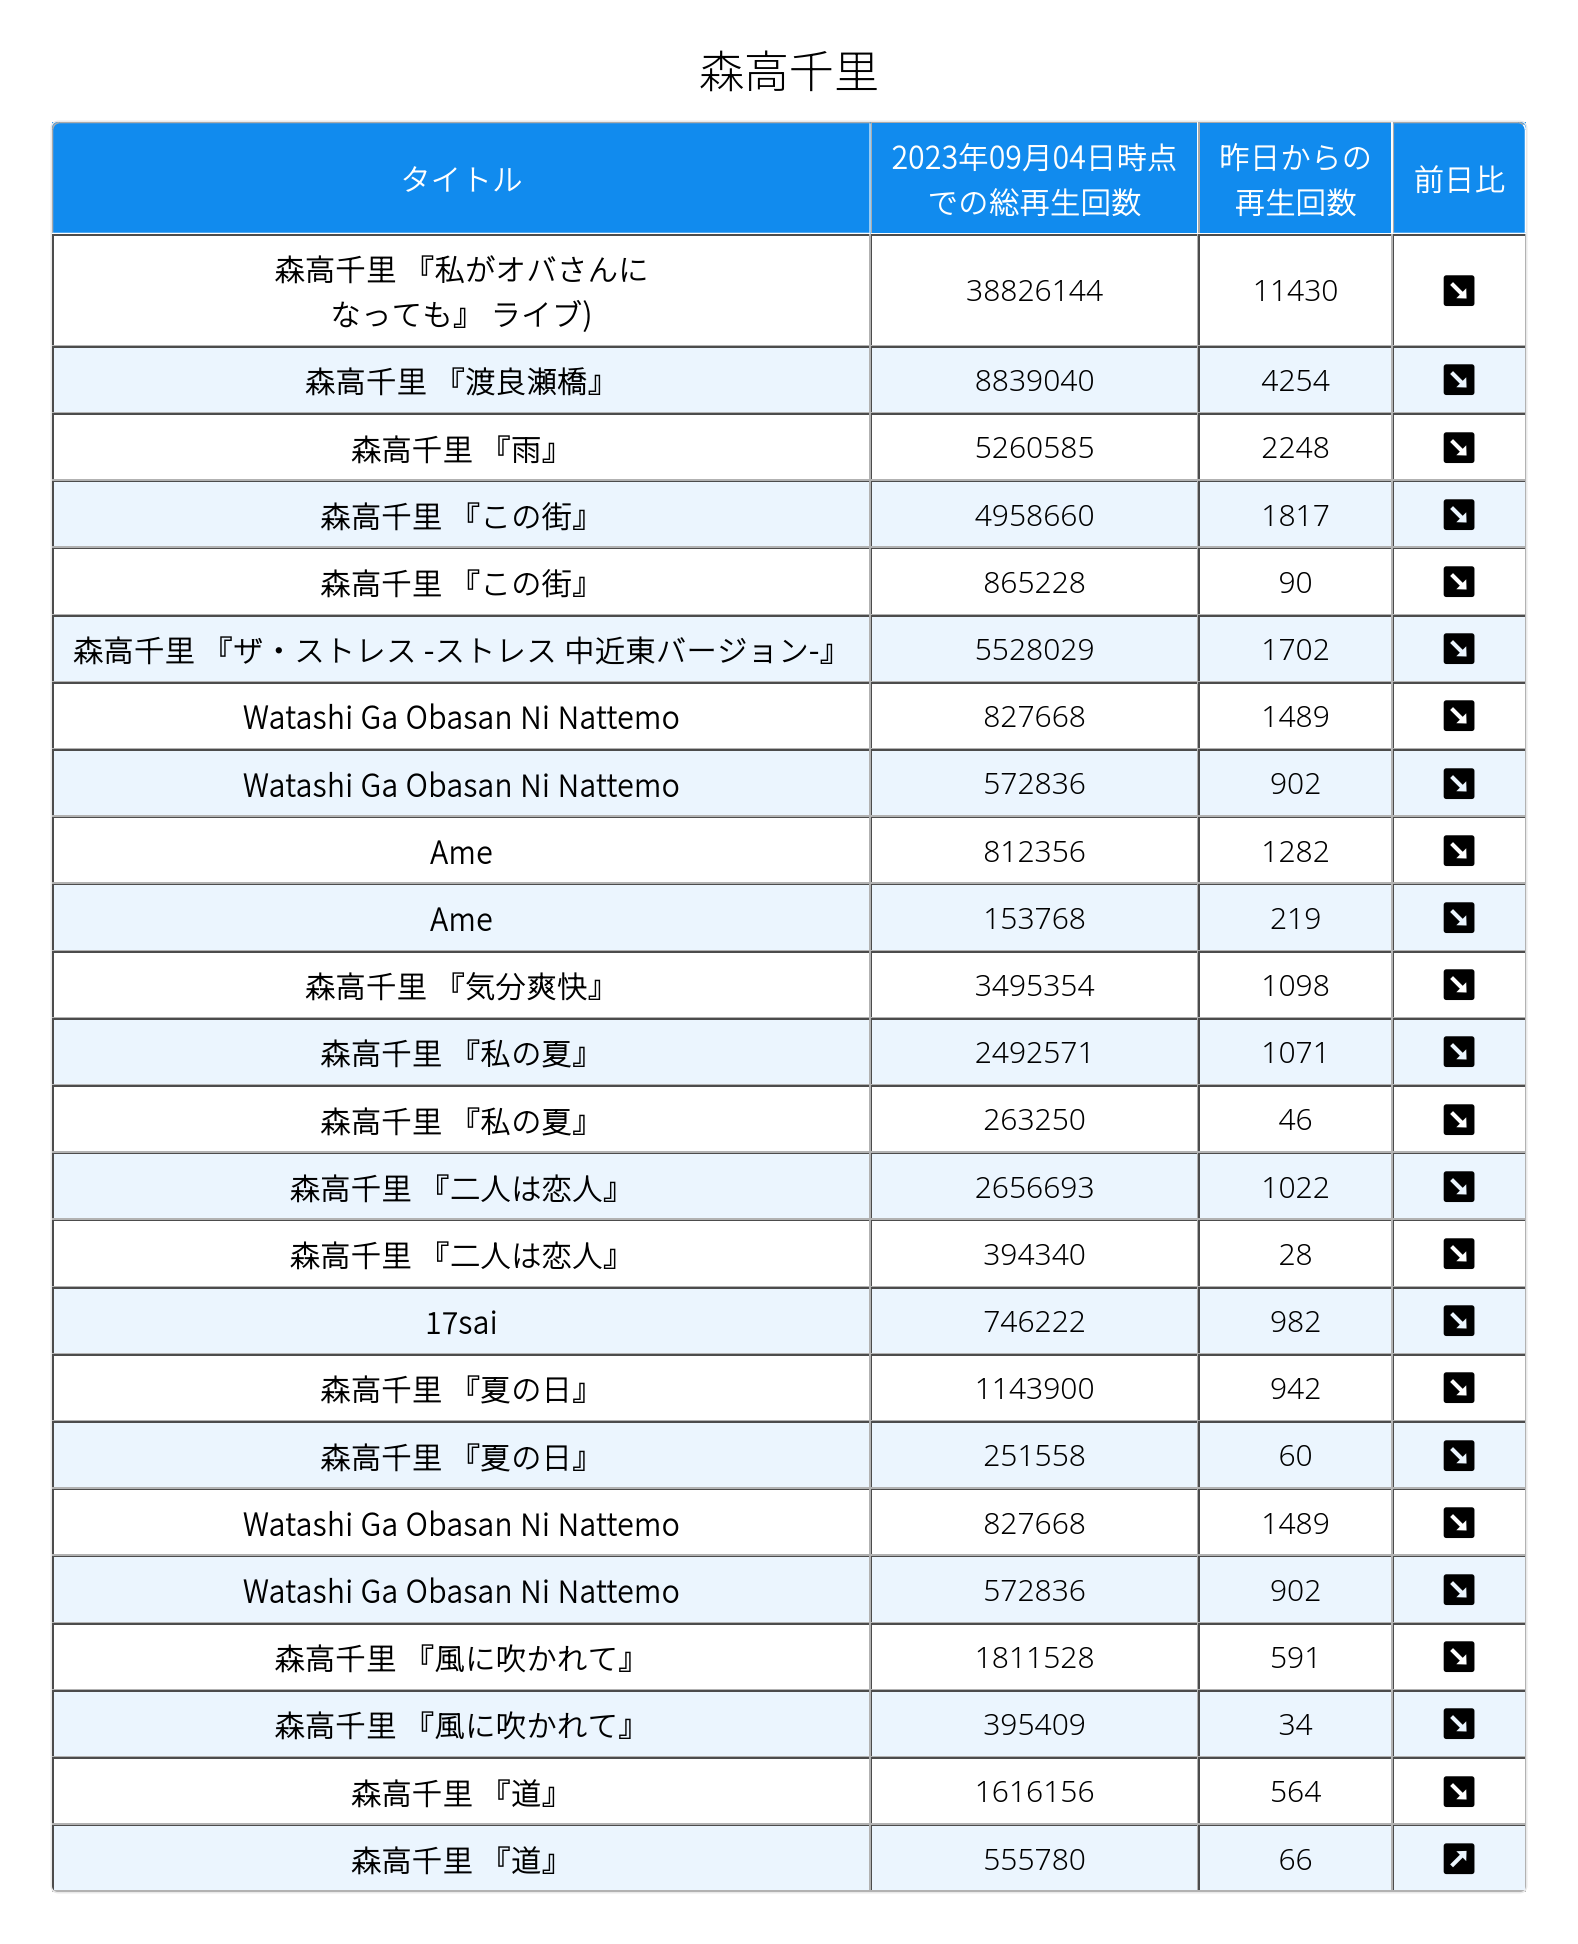 森高千里
タイトル
2023年09月04日時点
での総再生回数
昨日からの
再生回数
前日比
森高千里 『私がオバさんに
なっても』 ライブ)
38826144
11430
森高千里 『渡良瀬橋』
8839040
4254
森高千里 『雨』
5260585
2248
森高千里 『この街』
4958660
1817
森高千里 『この街』
865228
90
森高千里 『ザ・ストレス -ストレス 中近東バージョン-』
5528029
1702
Watashi Ga Obasan Ni Nattemo
827668
1489
Watashi Ga Obasan Ni Nattemo
572836
902
Ame
812356
1282
Ame
153768
219
森高千里 『気分爽快』
3495354
1098
森高千里 『私の夏』
2492571
1071
森高千里 『私の夏』
263250
46
森高千里 『二人は恋人』
2656693
1022
森高千里 『二人は恋人』
394340
28
17sai
746222
982
森高千里 『夏の日』
1143900
942
森高千里 『夏の日』
251558
60
Watashi Ga Obasan Ni Nattemo
827668
1489
Watashi Ga Obasan Ni Nattemo
572836
902
森高千里 『風に吹かれて』
1811528
591
森高千里 『風に吹かれて』
395409
34
森高千里 『道』
1616156
564
森高千里 『道』
555780
66